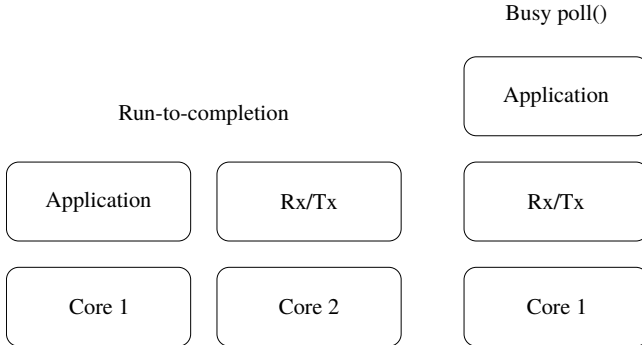 Busy poll()
Application
Run-to-completion
Application
Rx/Tx
Rx/Tx
Core 1
Core 2
Core 1